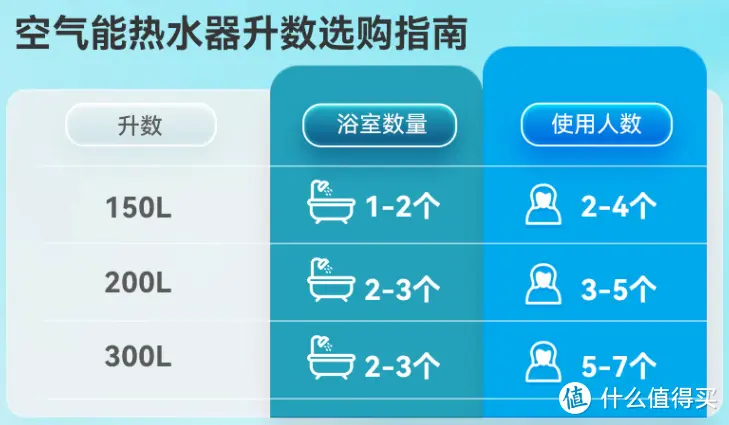 空气能热水器升数选购指南
升数 浴室数量 使用人数
150L 1-2个 2-4个
200L 2-3个 3-5个
300L 2-3个 5-7个
值 什么值得买